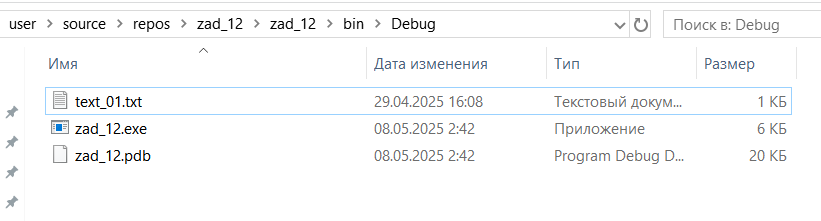 user > source > repos > zad_12 > zad_12 > bin > Debug
Поиск в: Debug
Имя Дата изменения Тип Размер
text_01.txt 29.04.2025 16:08 Текстовый докум... 1 КБ
zad_12.exe 08.05.2025 2:42 Приложение 6 КБ
zad_12.pdb 08.05.2025 2:42 Program Debug D... 20 КБ